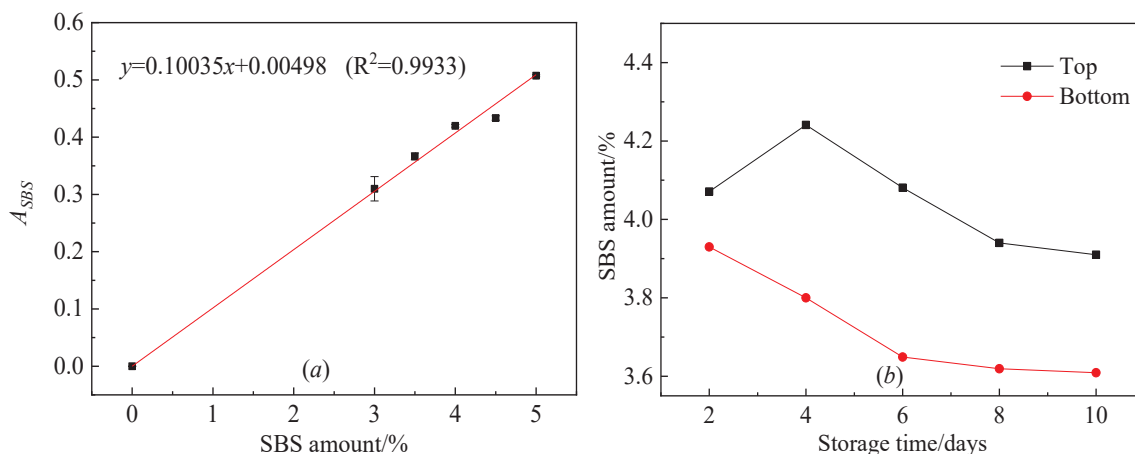 0.6
0.5
0.4
0.3
0.2
0.1
0.0
A_SBS
y=0.10035x+0.00498 (R²=0.9933)
(a)
0 1 2 3 4 5
SBS amount/%
4.4
4.2
4.0
3.8
3.6
SBS amount/%
Top
Bottom
(b)
2 4 6 8 10
Storage time/days